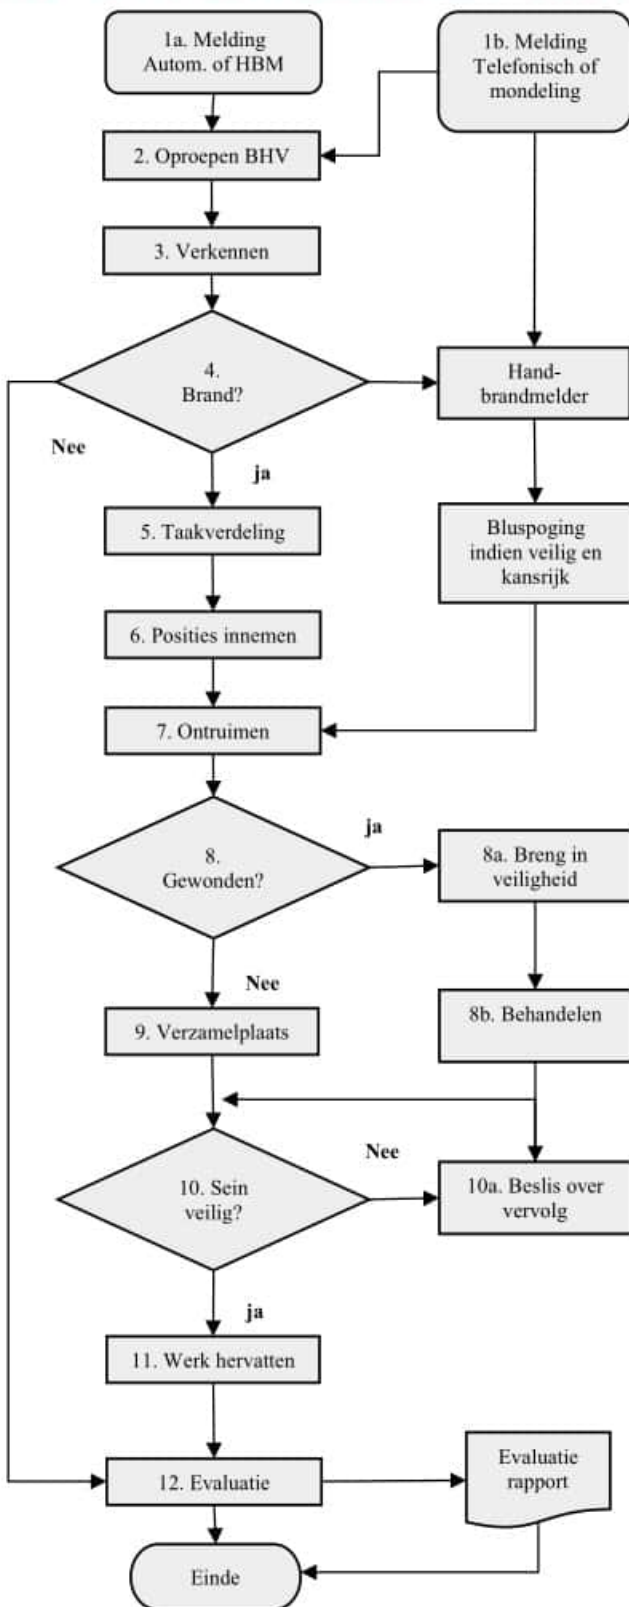 1a. Melding
Autom. of HBM
1b. Melding
Telefonisch of
mondeling
2. Oproepen BHV
3. Verkennen
4.
Brand?
Hand-
brandmelder
Nee
ja
5. Taakverdeling
Bluspoging
indien veilig en
kansrijk
6. Posities innemen
7. Ontruimen
8.
Gewonden?
ja
8a. Breng in
veiligheid
Nee
9. Verzamelplaats
8b. Behandelen
10. Sein
veilig?
Nee
10a. Beslis over
vervolg
ja
11. Werk hervatten
12. Evaluatie
Evaluatie
rapport
Einde